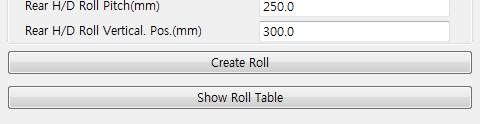 Rear H/D Roll Pitch(mm) 250.0
Rear H/D Roll Vertical. Pos.(mm) 300.0
Create Roll
Show Roll Table